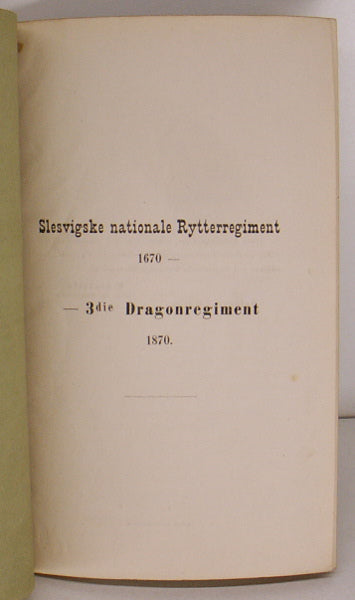 Slesvigske nationale Rytterregiment
1670 —
— 3die Dragonregiment
1870.